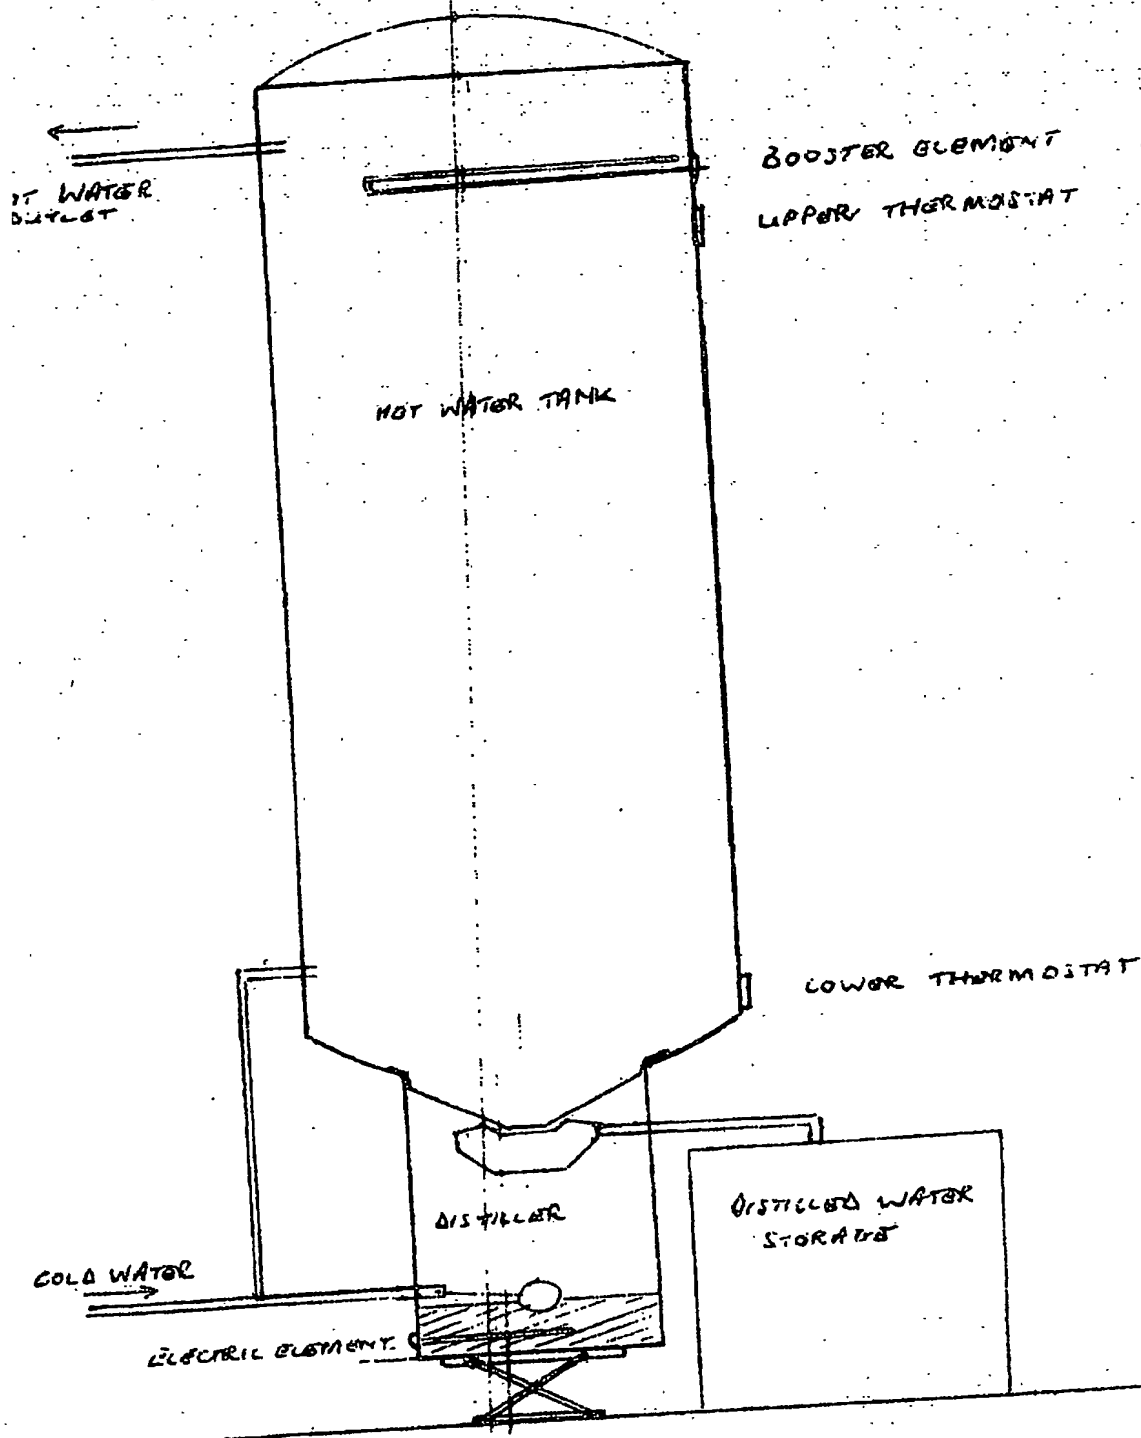 BOOSTER ELEMENT
UPPER THERMOSTAT
WATER
HOT WATER TANK
LOWER THERMOSTAT
DISTILLER
DISTILLED WATER
STORAGE
COLD WATER
ELECTRIC ELEMENT